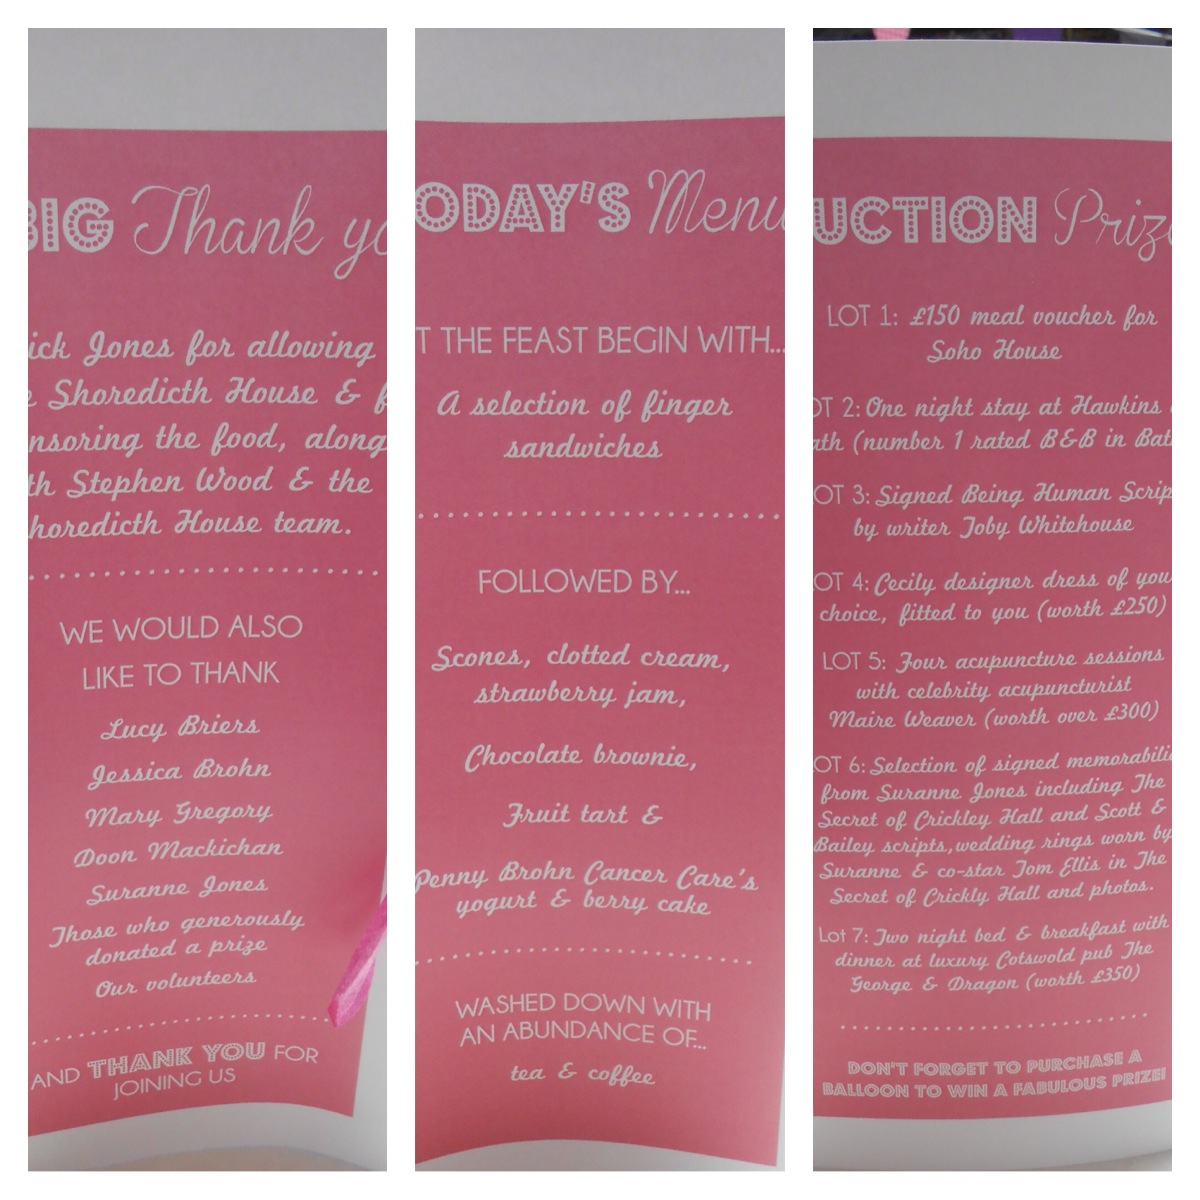 BIG Thank yo
ick Jones for allowing
e Shoredicth House & f
nsoring the food, along
th Stephen Wood & the
horedicth House team.
WE WOULD ALSO
LIKE TO THANK
Lucy Briers
Jessica Brohn
Mary Gregory
Doon Mackichan
Suranne Jones
Those who generously
donated a prize
Our volunteers
AND THANK YOU FOR
JOINING US
ODAY'S Menu
T THE FEAST BEGIN WITH...
A selection of finger
sandwiches
FOLLOWED BY...
Scones, clotted cream,
strawberry jam,
Chocolate brownie,
Fruit tart &
Penny Brohn Cancer Care's
yogurt & berry cake
WASHED DOWN WITH
AN ABUNDANCE OF...
tea & coffee
UCTION Prize
LOT 1: £150 meal voucher for
Soho House
OT 2: One night stay at Hawkins
ath (number 1 rated B&B in Bat
OT 3: Signed Being Human Scrip
by writer Toby Whitehouse
OT 4: Cecily designer dress of you
choice, fitted to you (worth £250)
LOT 5: Four acupuncture sessions
with celebrity acupuncturist
Maire Weaver (worth over £300)
OT 6: Selection of signed memorabili
from Suranne Jones including The
Secret of Crickley Hall and Scott &
Bailey scripts, wedding rings worn by
Suranne & co-star Tom Ellis in The
Secret of Crickly Hall and photos.
Lot 7: Two night bed & breakfast with
dinner at luxury Cotswold pub The
George & Dragon (worth £350)
DON'T FORGET TO PURCHASE A
BALLOON TO WIN A FABULOUS PRIZE!